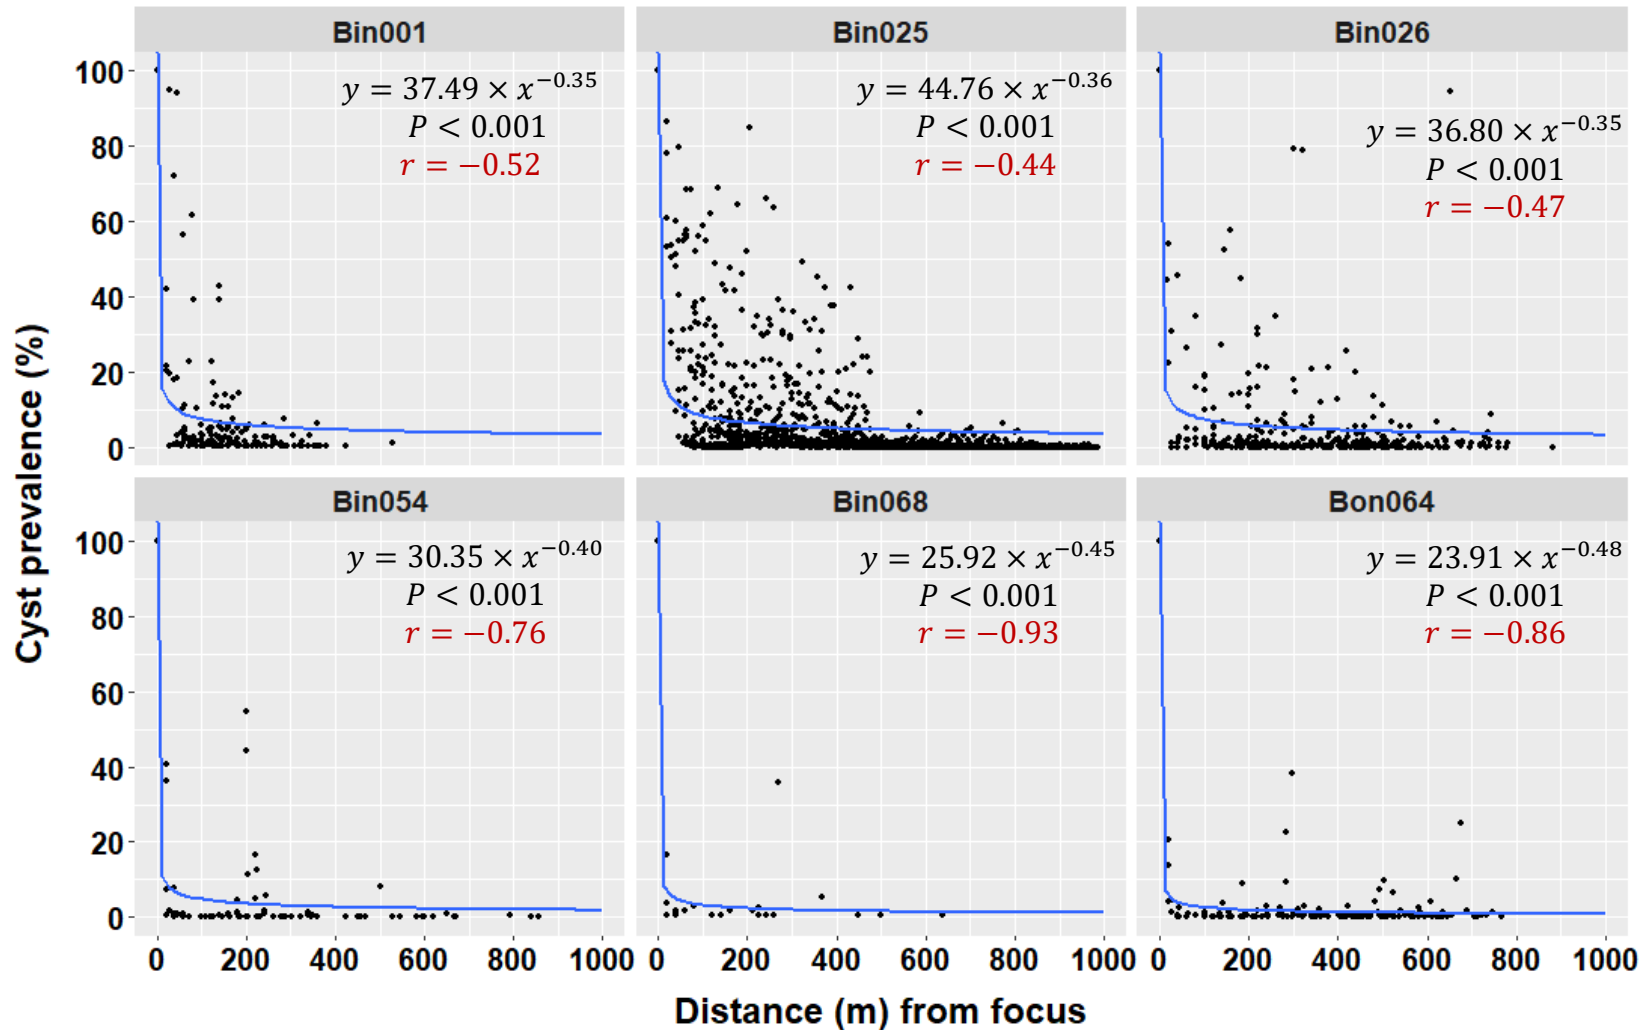 Bin001
Bin025
Bin026
y = 37.49 × x^−0.35
P < 0.001
r = −0.52
y = 44.76 × x^−0.36
P < 0.001
r = −0.44
y = 36.80 × x^−0.35
P < 0.001
r = −0.47
100
80
60
40
20
0
Cyst prevalence (%)
Bin054
Bin068
Bon064
y = 30.35 × x^−0.40
P < 0.001
r = −0.76
y = 25.92 × x^−0.45
P < 0.001
r = −0.93
y = 23.91 × x^−0.48
P < 0.001
r = −0.86
100
80
60
40
20
0
0 200 400 600 800 1000
0 200 400 600 800 1000
0 200 400 600 800 1000
Distance (m) from focus